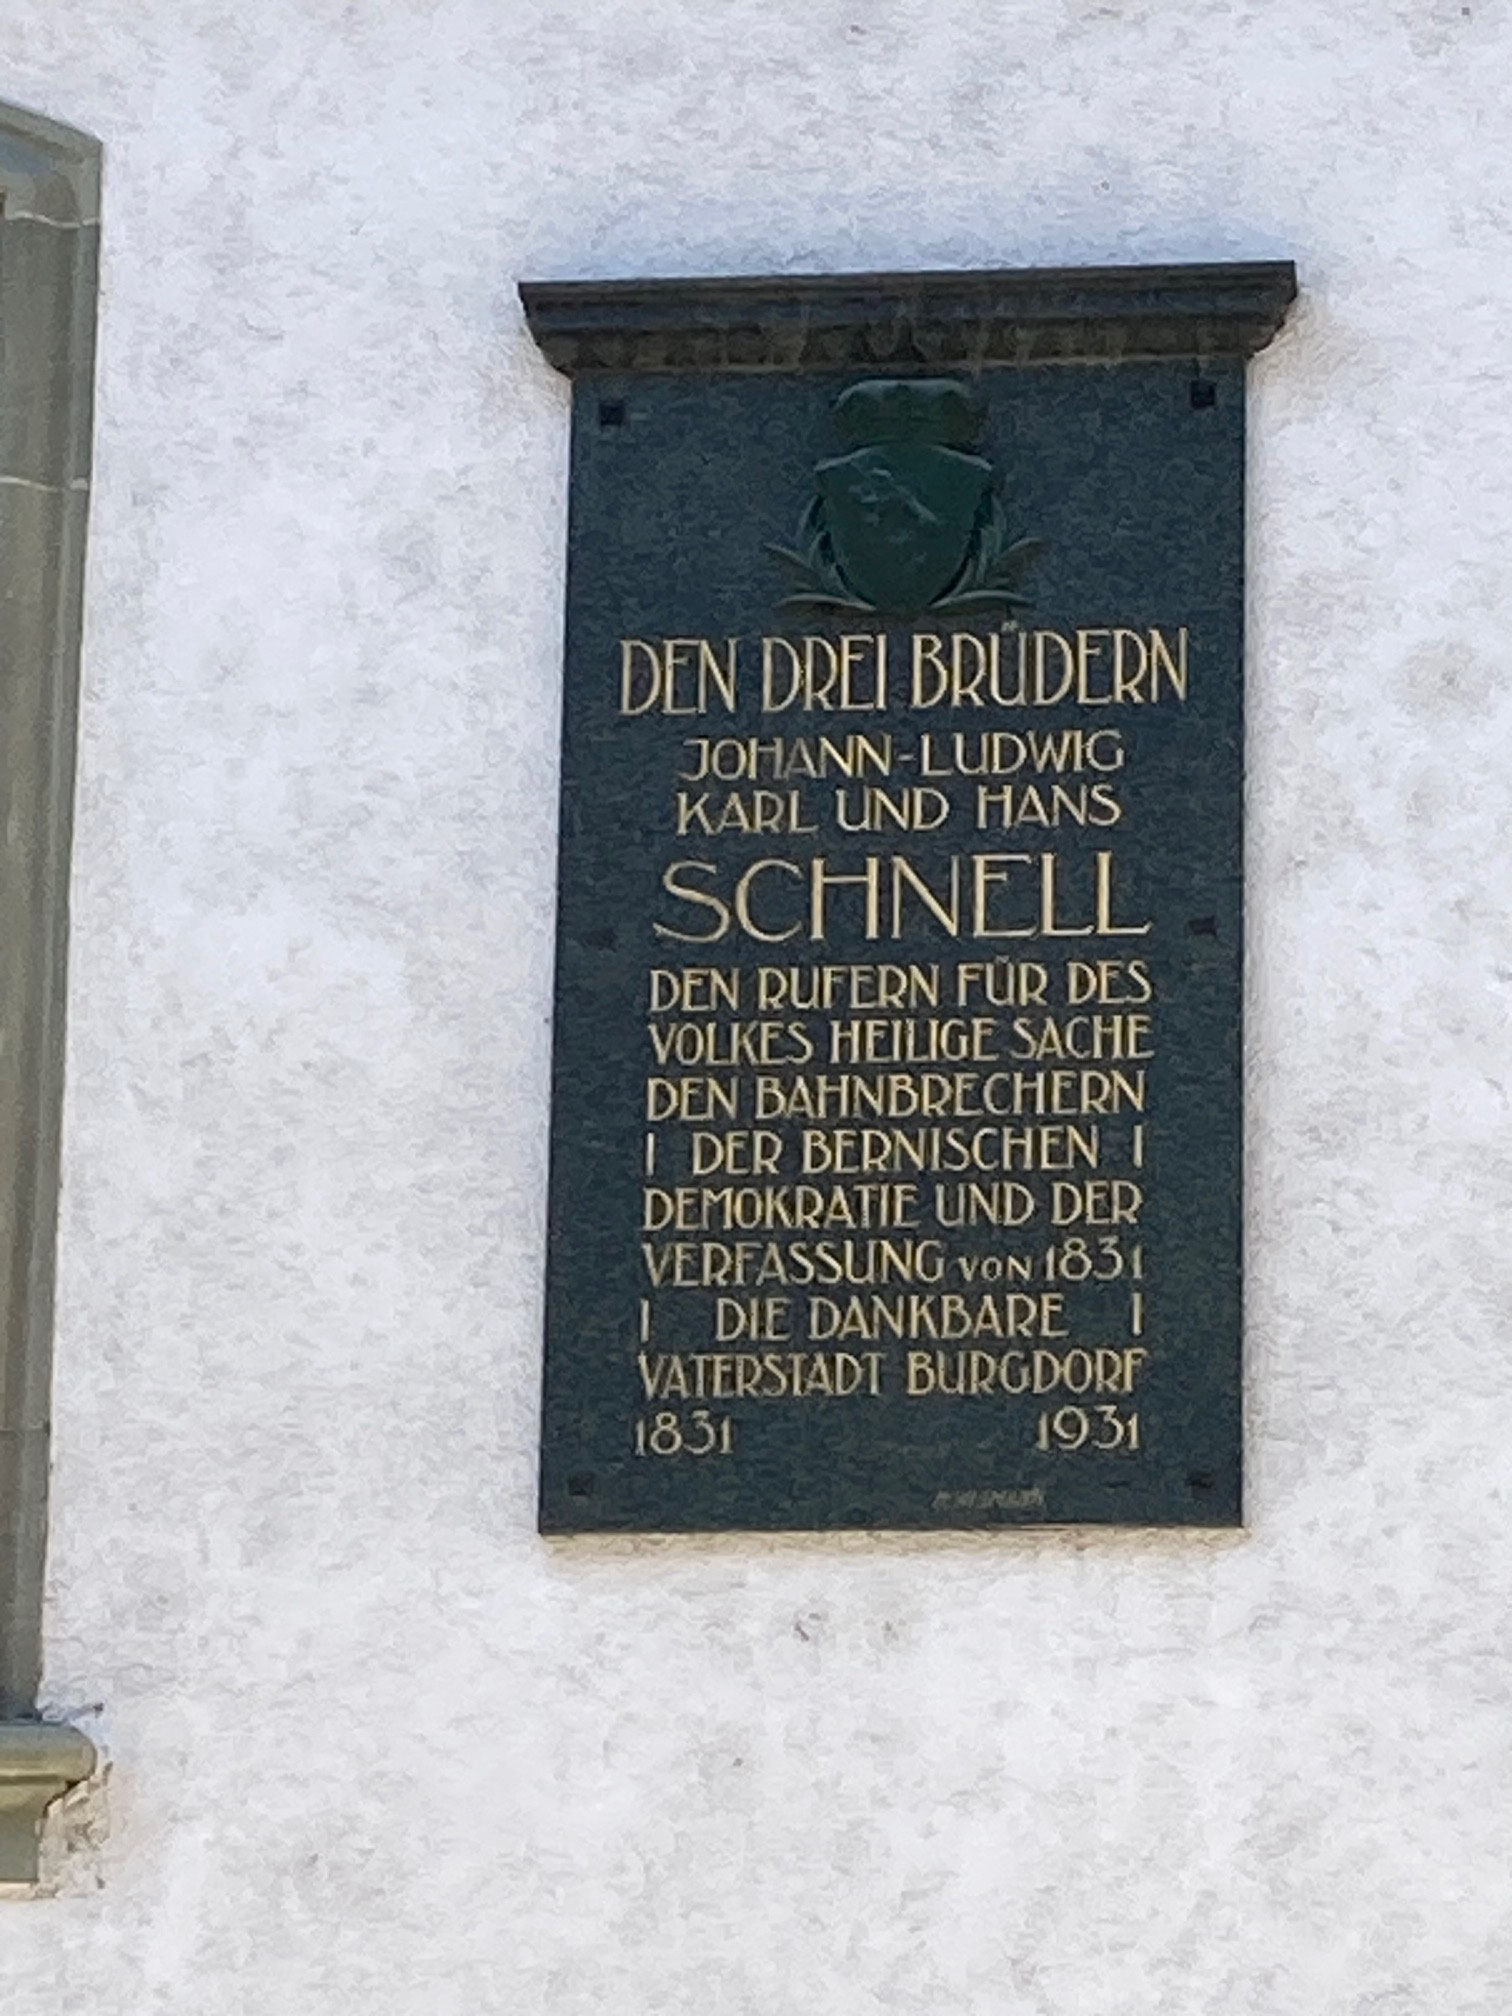 DEN DREI BRÜDERN
JOHANN-LUDWIG
KARL UND HANS
SCHNELL
DEN RUFERN FÜR DES
VOLKES HEILIGE SACHE
DEN BAHNBRECHERN
I DER BERNISCHEN I
DEMOKRATIE UND DER
VERFASSUNG VON 1831
I DIE DANKBARE I
VATERSTADT BURGDORF
1831 1931